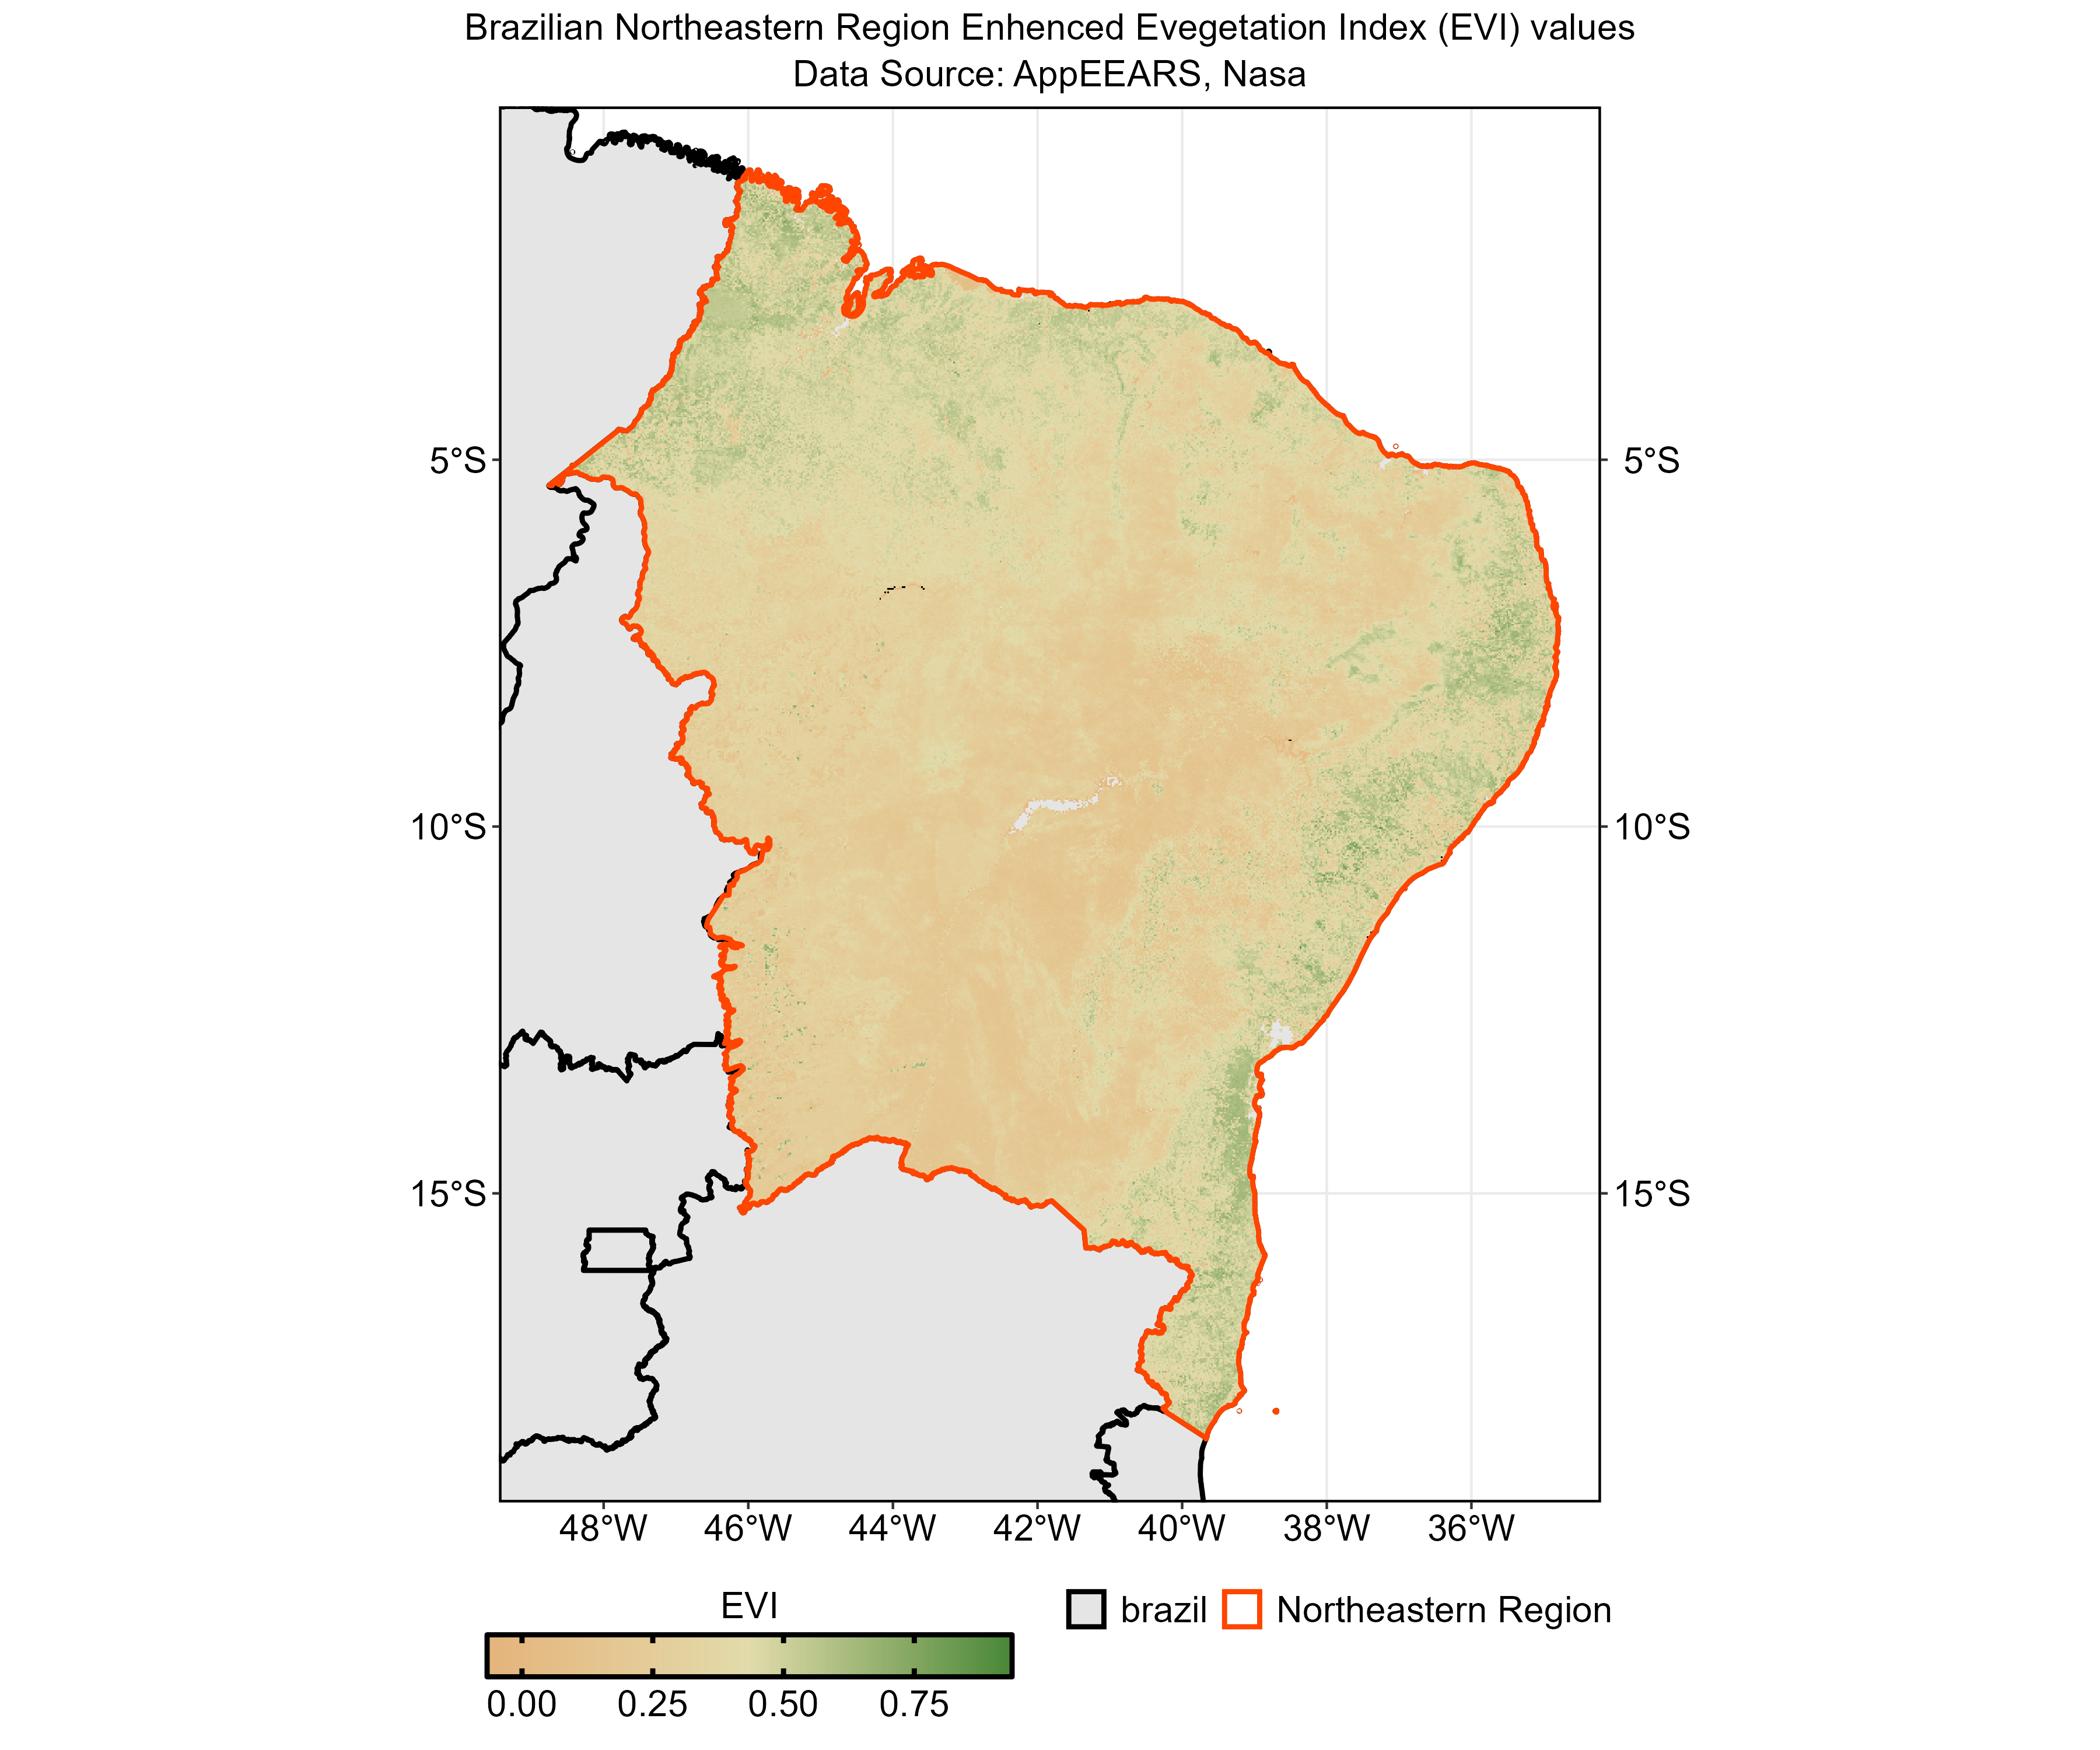 Brazilian Northeastern Region Enhenced Evegetation Index (EVI) values
Data Source: AppEEARS, Nasa
5°S 5°S
10°S 10°S
15°S 15°S
48°W 46°W 44°W 42°W 40°W 38°W 36°W
EVI
0.00 0.25 0.50 0.75
brazil Northeastern Region